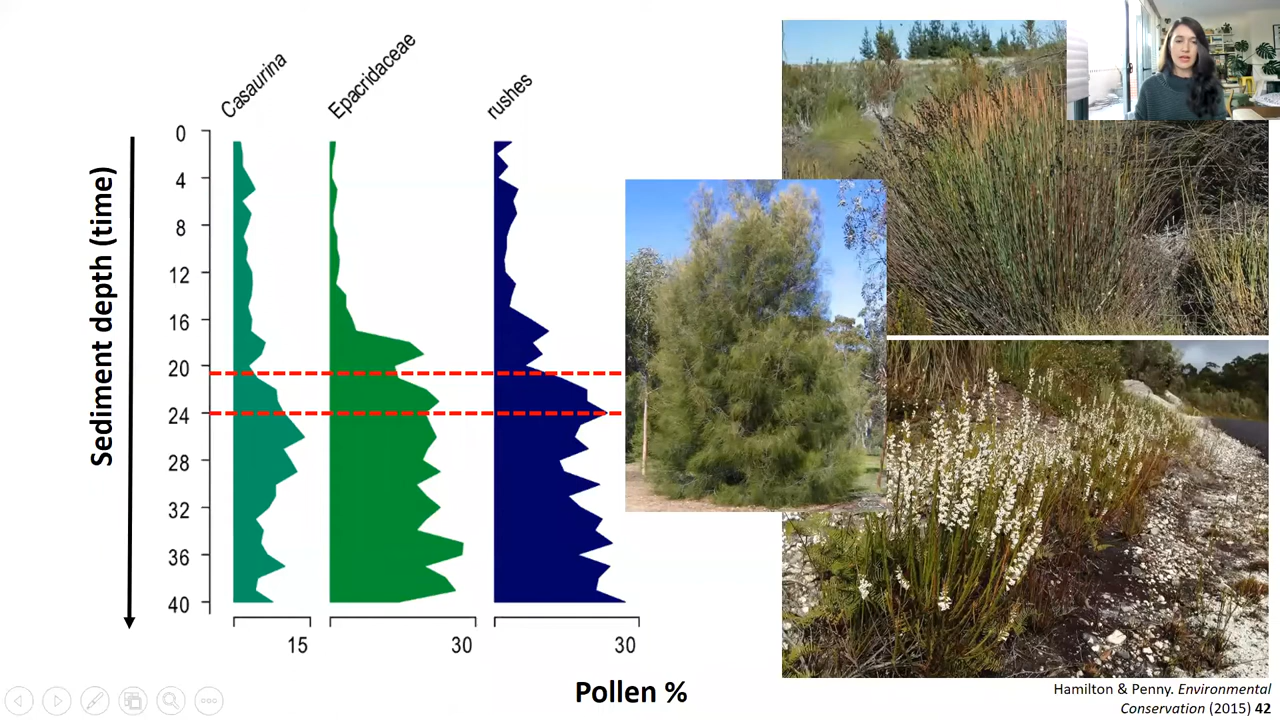 Casaurina
Epacridaceae
rushes
Sediment depth (time)
0
4
8
12
16
20
24
28
32
36
40
15
30
30
Pollen %
Hamilton & Penny. Environmental
Conservation (2015) 42